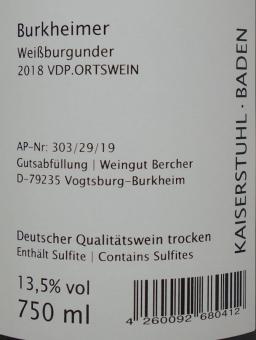 Burkheimer
Weißburgunder
2018 VDP.ORTSWEIN
AP-Nr: 303/29/19
Gutsabfüllung | Weingut Bercher
D-79235 Vogtsburg-Burkheim
Deutscher Qualitätswein trocken
Enthält Sulfite | Contains Sulfites
13,5% vol
750 ml
4 260092 680412
KAISERSTUHL · BADEN